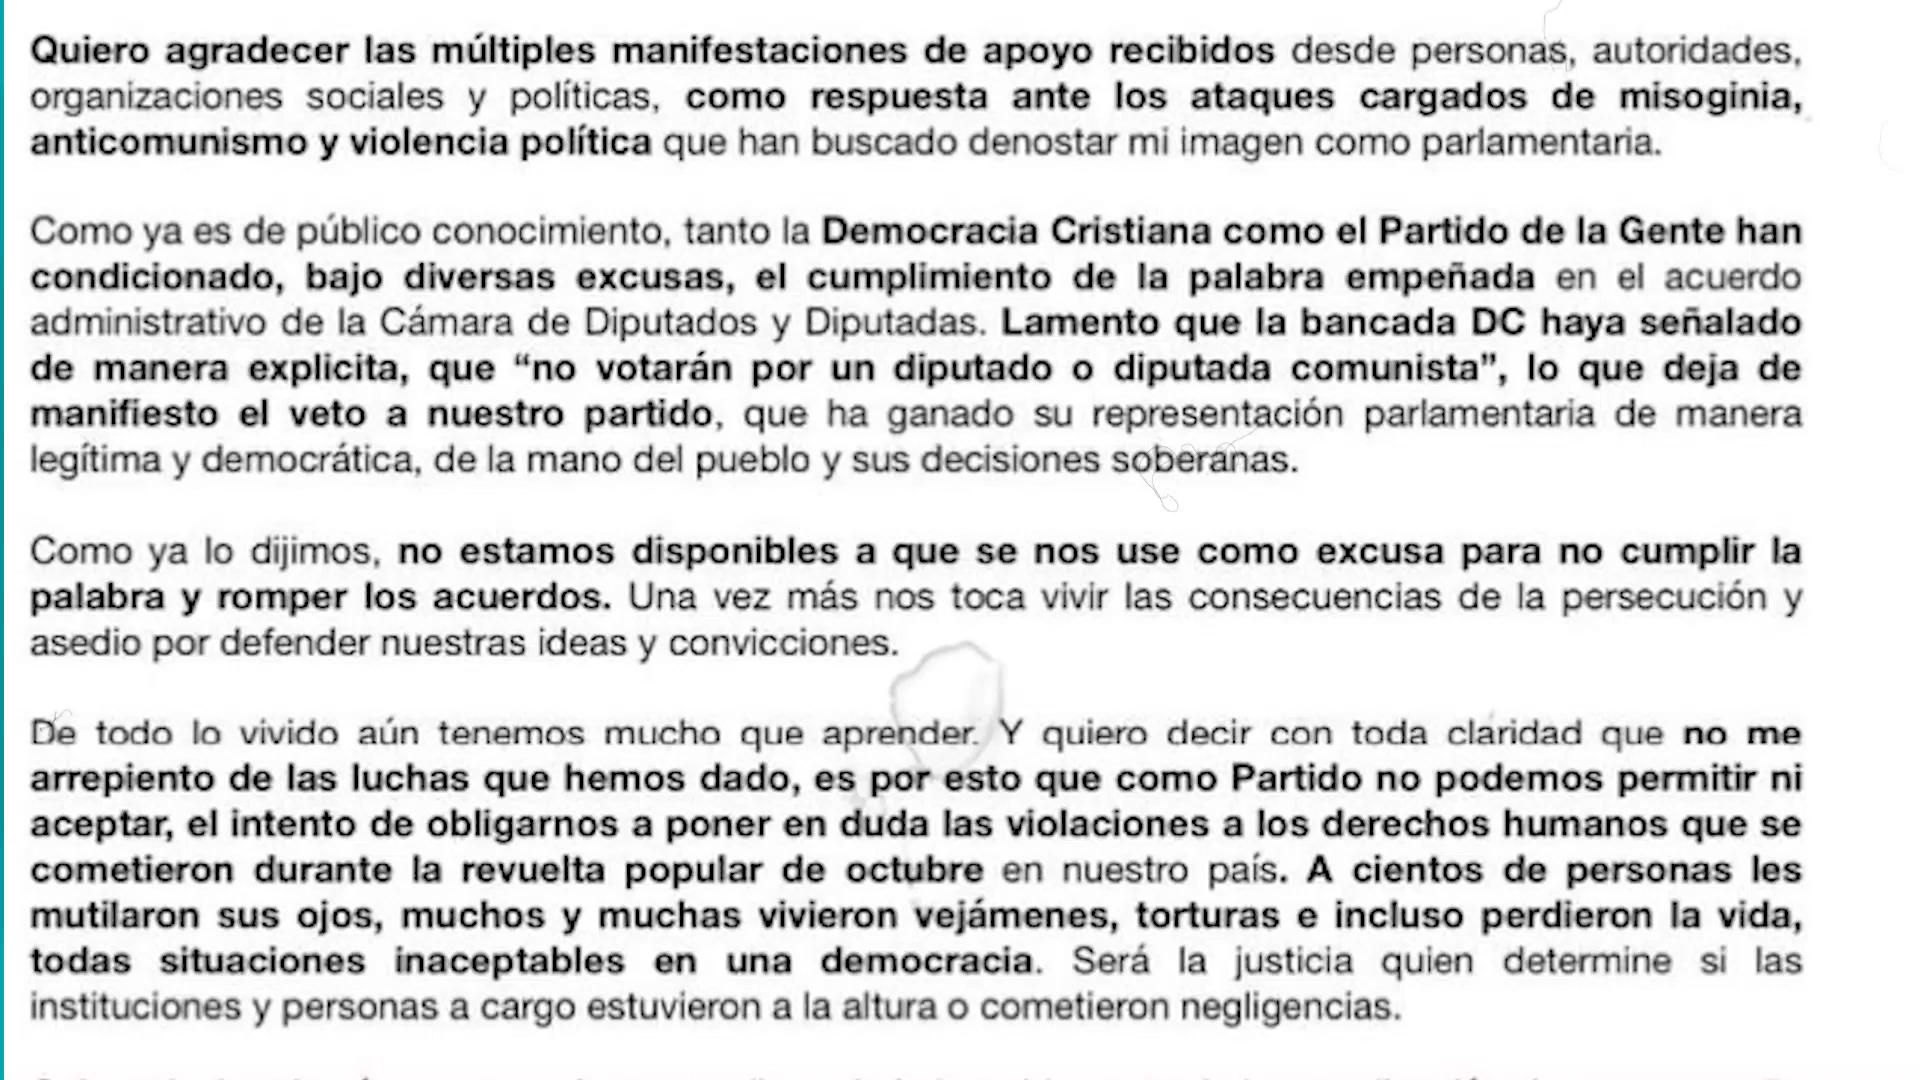 Quiero agradecer las múltiples manifestaciones de apoyo recibidos desde personas, autoridades,
organizaciones sociales y políticas, como respuesta ante los ataques cargados de misoginia,
anticomunismo y violencia política que han buscado denostar mi imagen como parlamentaria.
Como ya es de público conocimiento, tanto la Democracia Cristiana como el Partido de la Gente han
condicionado, bajo diversas excusas, el cumplimiento de la palabra empeñada en el acuerdo
administrativo de la Cámara de Diputados y Diputadas. Lamento que la bancada DC haya señalado
de manera explicita, que “no votarán por un diputado o diputada comunista”, lo que deja de
manifiesto el veto a nuestro partido, que ha ganado su representación parlamentaria de manera
legítima y democrática, de la mano del pueblo y sus decisiones soberanas.
Como ya lo dijimos, no estamos disponibles a que se nos use como excusa para no cumplir la
palabra y romper los acuerdos. Una vez más nos toca vivir las consecuencias de la persecución y
asedio por defender nuestras ideas y convicciones.
De todo lo vivido aún tenemos mucho que aprender. Y quiero decir con toda claridad que no me
arrepiento de las luchas que hemos dado, es por esto que como Partido no podemos permitir ni
aceptar, el intento de obligarnos a poner en duda las violaciones a los derechos humanos que se
cometieron durante la revuelta popular de octubre en nuestro país. A cientos de personas les
mutilaron sus ojos, muchos y muchas vivieron vejámenes, torturas e incluso perdieron la vida,
todas situaciones inaceptables en una democracia. Será la justicia quien determine si las
instituciones y personas a cargo estuvieron a la altura o cometieron negligencias.